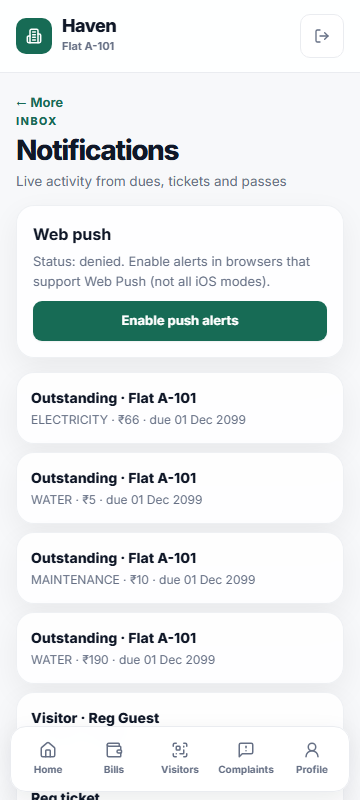 Haven
Flat A-101
← More
INBOX
Notifications
Live activity from dues, tickets and passes
Web push
Status: denied. Enable alerts in browsers that
support Web Push (not all iOS modes).
Enable push alerts
Outstanding · Flat A-101
ELECTRICITY · ₹66 · due 01 Dec 2099
Outstanding · Flat A-101
WATER · ₹5 · due 01 Dec 2099
Outstanding · Flat A-101
MAINTENANCE · ₹10 · due 01 Dec 2099
Outstanding · Flat A-101
WATER · ₹190 · due 01 Dec 2099
Visitor · Reg Guest
Home
Bills
Visitors
Complaints
Profile
Reg ticket